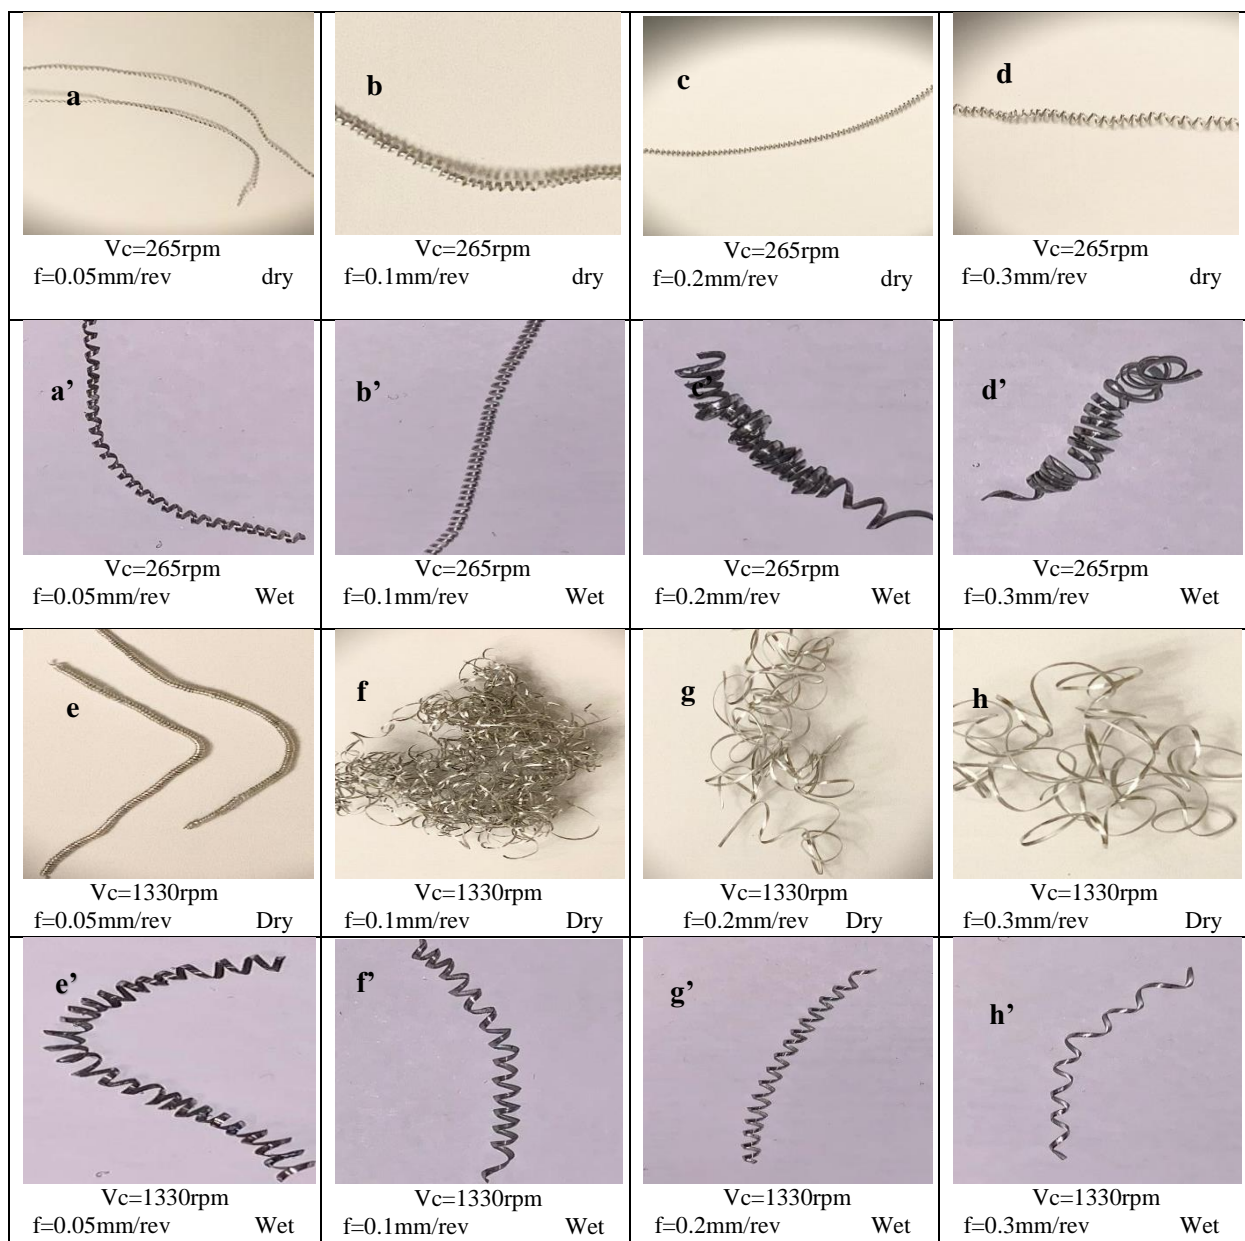 a
b
c
d
Vc=265rpm
f=0.05mm/rev dry
Vc=265rpm
f=0.1mm/rev dry
Vc=265rpm
f=0.2mm/rev dry
Vc=265rpm
f=0.3mm/rev dry
a’
b’
c’
d’
Vc=265rpm
f=0.05mm/rev Wet
Vc=265rpm
f=0.1mm/rev Wet
Vc=265rpm
f=0.2mm/rev Wet
Vc=265rpm
f=0.3mm/rev Wet
e
f
g
h
Vc=1330rpm
f=0.05mm/rev Dry
Vc=1330rpm
f=0.1mm/rev Dry
Vc=1330rpm
f=0.2mm/rev Dry
Vc=1330rpm
f=0.3mm/rev Dry
e’
f’
g’
h’
Vc=1330rpm
f=0.05mm/rev Wet
Vc=1330rpm
f=0.1mm/rev Wet
Vc=1330rpm
f=0.2mm/rev Wet
Vc=1330rpm
f=0.3mm/rev Wet